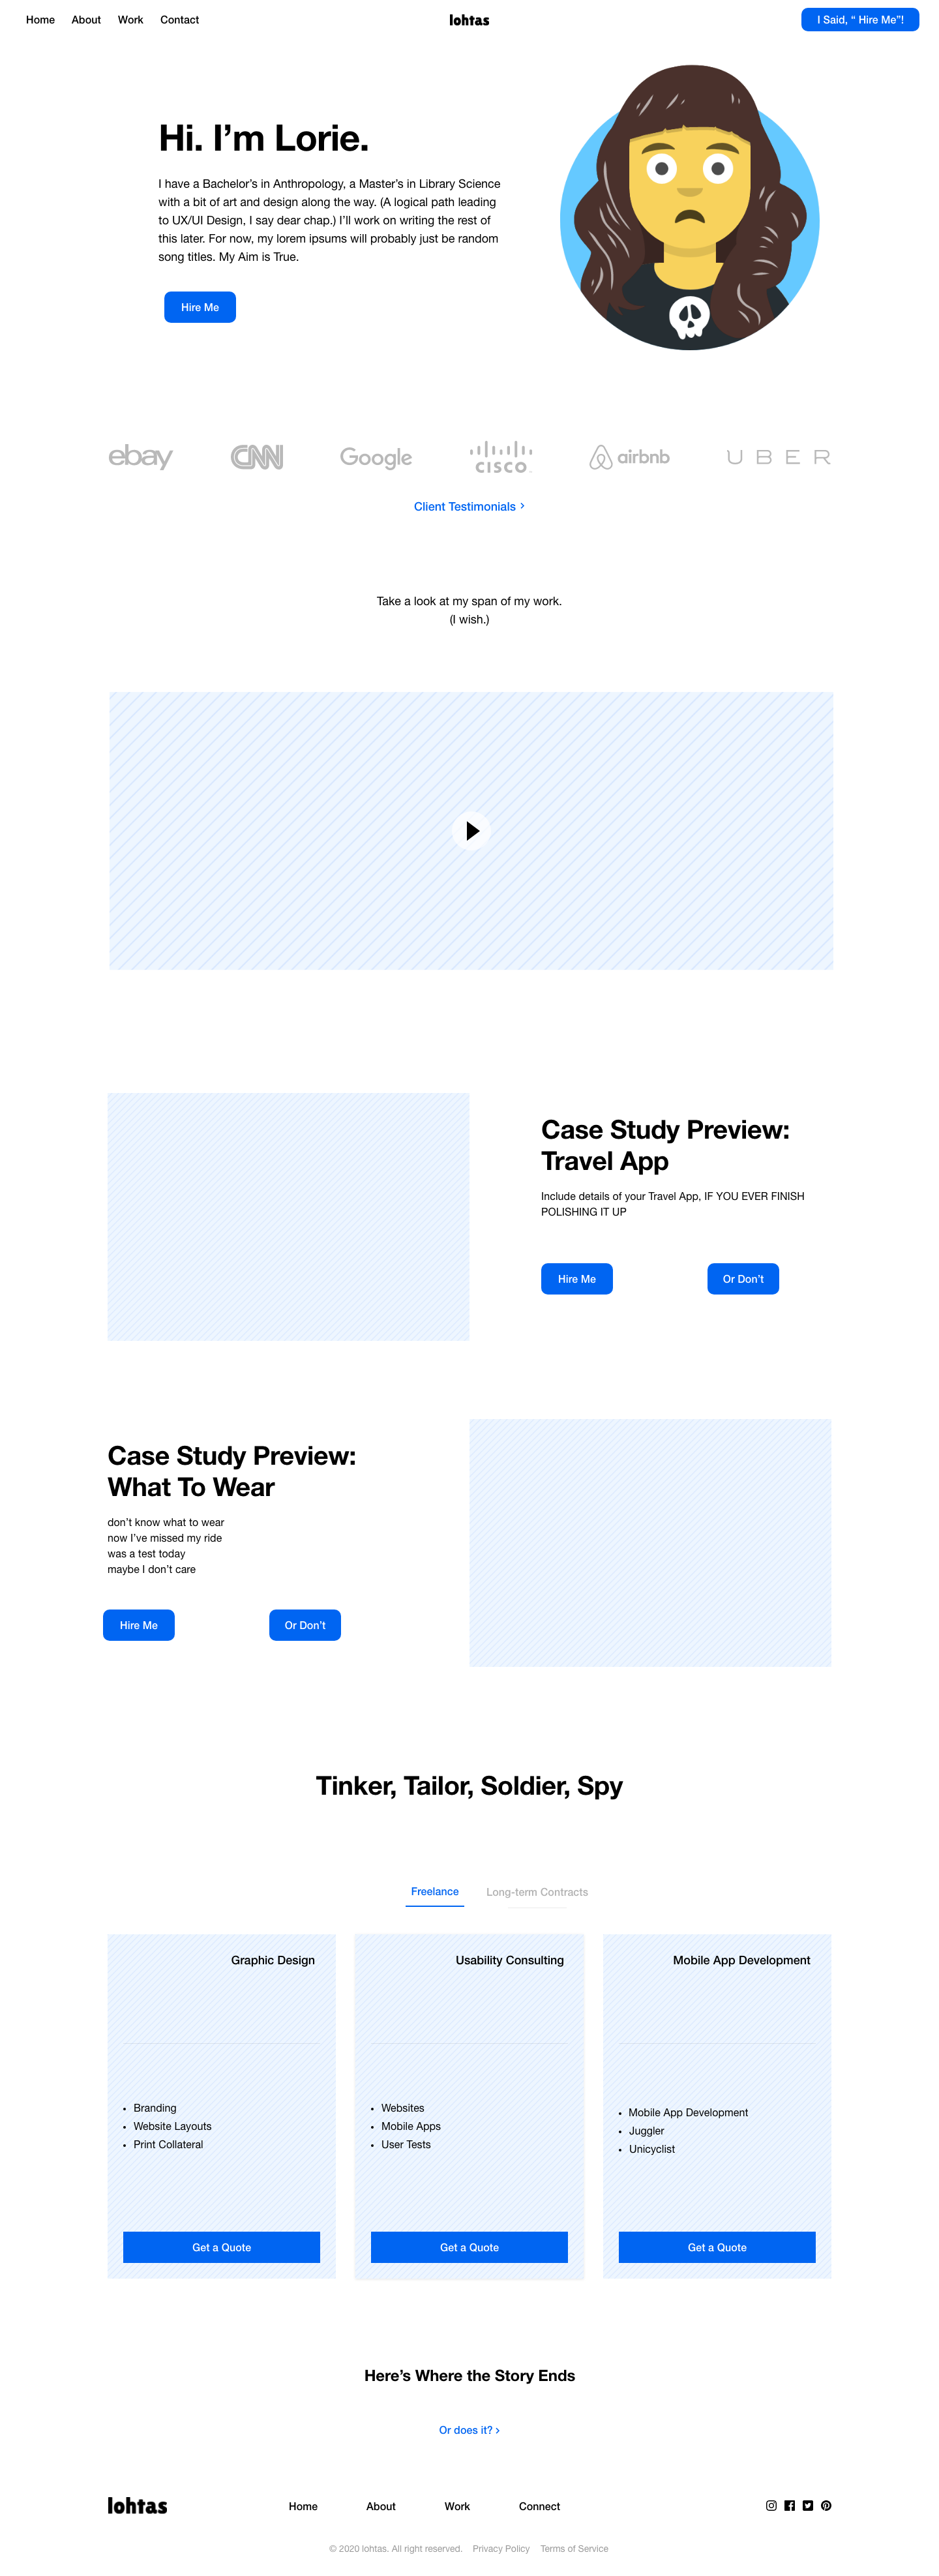 Home About Work Contact
lohtas
I Said, “ Hire Me”!
Hi. I’m Lorie.
I have a Bachelor’s in Anthropology, a Master’s in Library Science
with a bit of art and design along the way. (A logical path leading
to UX/UI Design, I say dear chap.) I’ll work on writing the rest of
this later. For now, my lorem ipsums will probably just be random
song titles. My Aim is True.
Hire Me
ebay CNN Google CISCO airbnb UBER
Client Testimonials ›
Take a look at my span of my work.
(I wish.)
Case Study Preview:
Travel App
Include details of your Travel App, IF YOU EVER FINISH
POLISHING IT UP
Hire Me Or Don’t
Case Study Preview:
What To Wear
don’t know what to wear
now I’ve missed my ride
was a test today
maybe I don’t care
Hire Me Or Don’t
Tinker, Tailor, Soldier, Spy
Freelance Long-term Contracts
Graphic Design
• Branding
• Website Layouts
• Print Collateral
Get a Quote
Usability Consulting
• Websites
• Mobile Apps
• User Tests
Get a Quote
Mobile App Development
• Mobile App Development
• Juggler
• Unicyclist
Get a Quote
Here’s Where the Story Ends
Or does it? ›
lohtas
Home About Work Connect
© 2020 lohtas. All right reserved. Privacy Policy Terms of Service